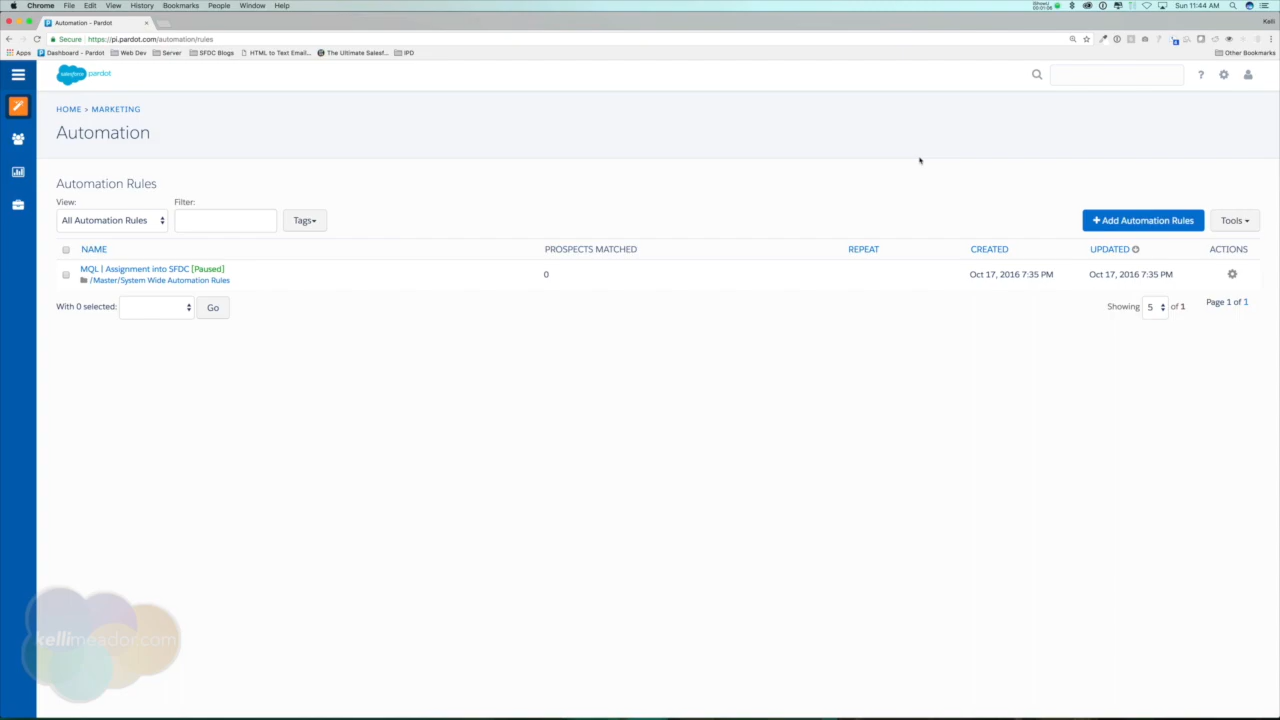 Chrome File Edit View History Bookmarks People Window Help
Sun 11:44 AM
Automation - Pardot
Kelli
Secure https://pi.pardot.com/automation/rules
Apps Dashboard - Pardot Web Dev Server SFDC Blogs HTML to Text Email... The Ultimate Salesf... IPD Other Bookmarks
salesforce pardot
HOME > MARKETING
Automation
Automation Rules
View: Filter:
All Automation Rules Tags
+ Add Automation Rules Tools
NAME PROSPECTS MATCHED REPEAT CREATED UPDATED ACTIONS
MQL | Assignment into SFDC [Paused] 0 Oct 17, 2016 7:35 PM Oct 17, 2016 7:35 PM
/Master/System Wide Automation Rules
With 0 selected: Go Showing 5 of 1 Page 1 of 1
kellimeador.com